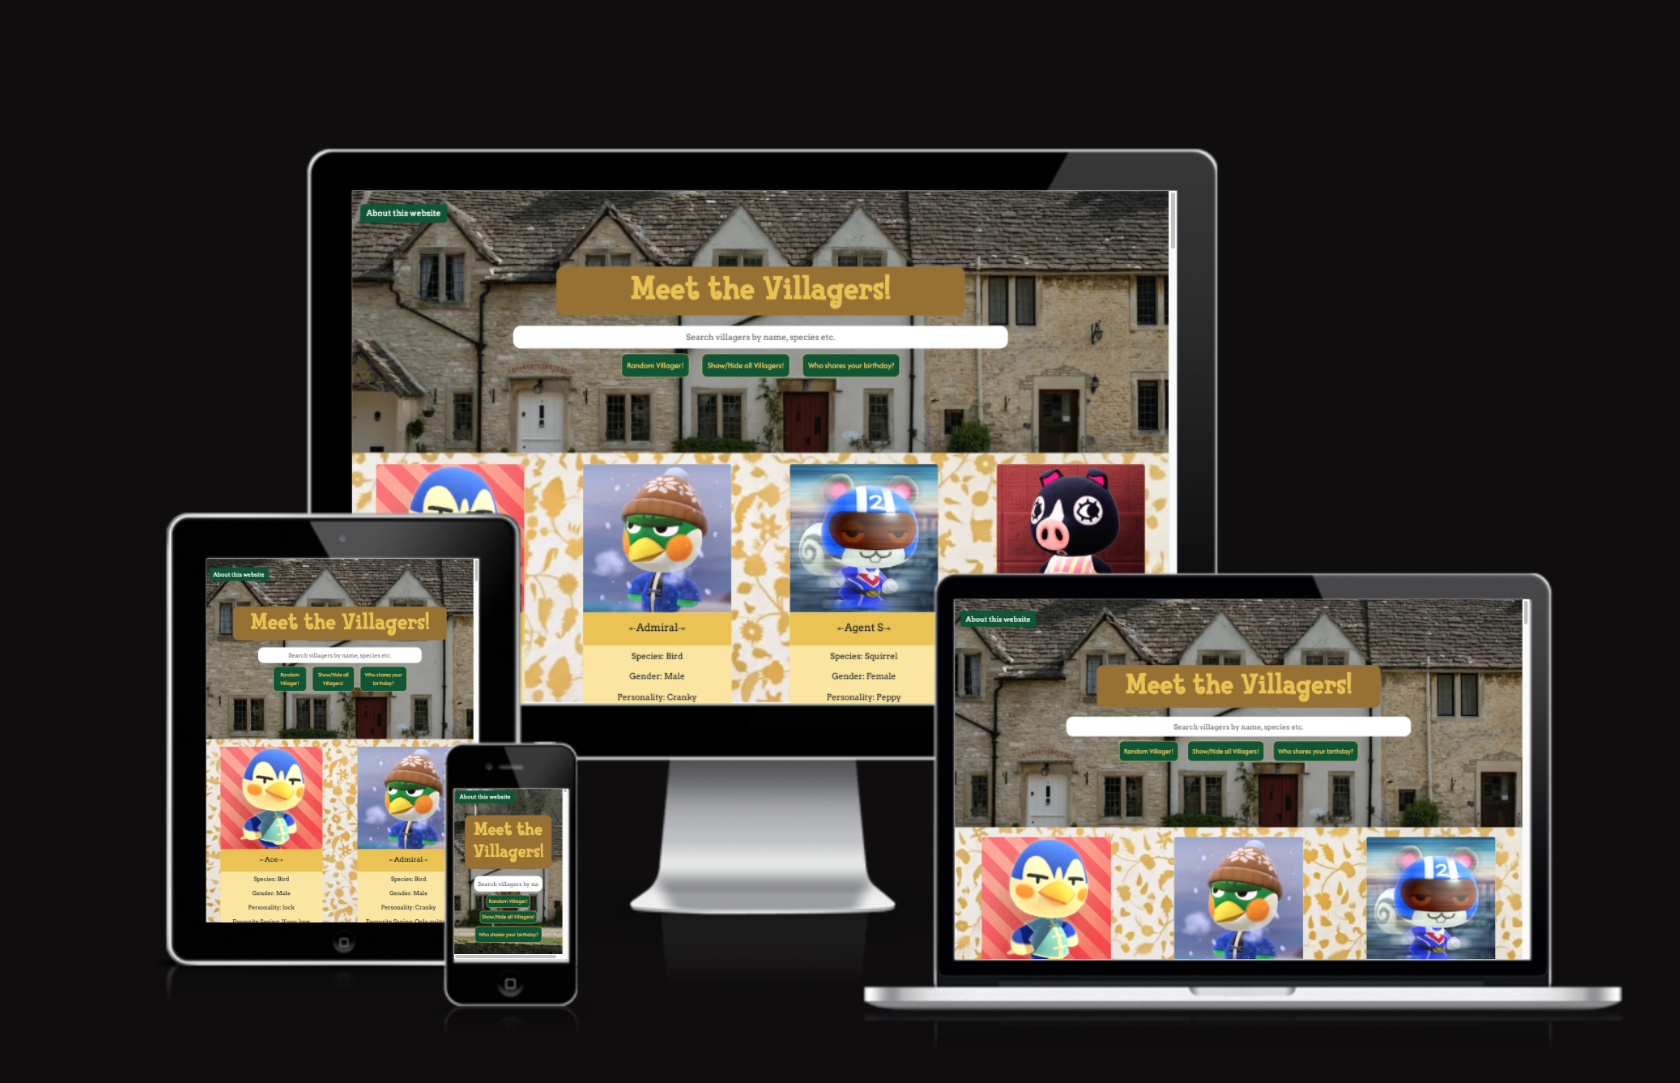 About this website
Meet the Villagers!
Search villagers by name, species etc.
Random Villager!
Show/Hide all Villagers!
Who shares your birthday?
2
←Admiral→
Species: Bird
Gender: Male
Personality: Cranky
←Agent S→
Species: Squirrel
Gender: Female
Personality: Peppy
About this website
Meet the Villagers!
Search villagers by name, species etc.
Random
Villager!
Show/Hide all
Villagers!
Who shares your
birthday?
←Ace→
Species: Bird
Gender: Male
Personality: Jock
←Admiral→
Species: Bird
Gender: Male
Personality: Cranky
About this website
Meet the
Villagers!
Search villagers by na
Random Villager!
Show/Hide all Villagers!
Who shares your birthday?
About this website
Meet the Villagers!
Search villagers by name, species etc.
Random Villager!
Show/Hide all Villagers!
Who shares your birthday?
2